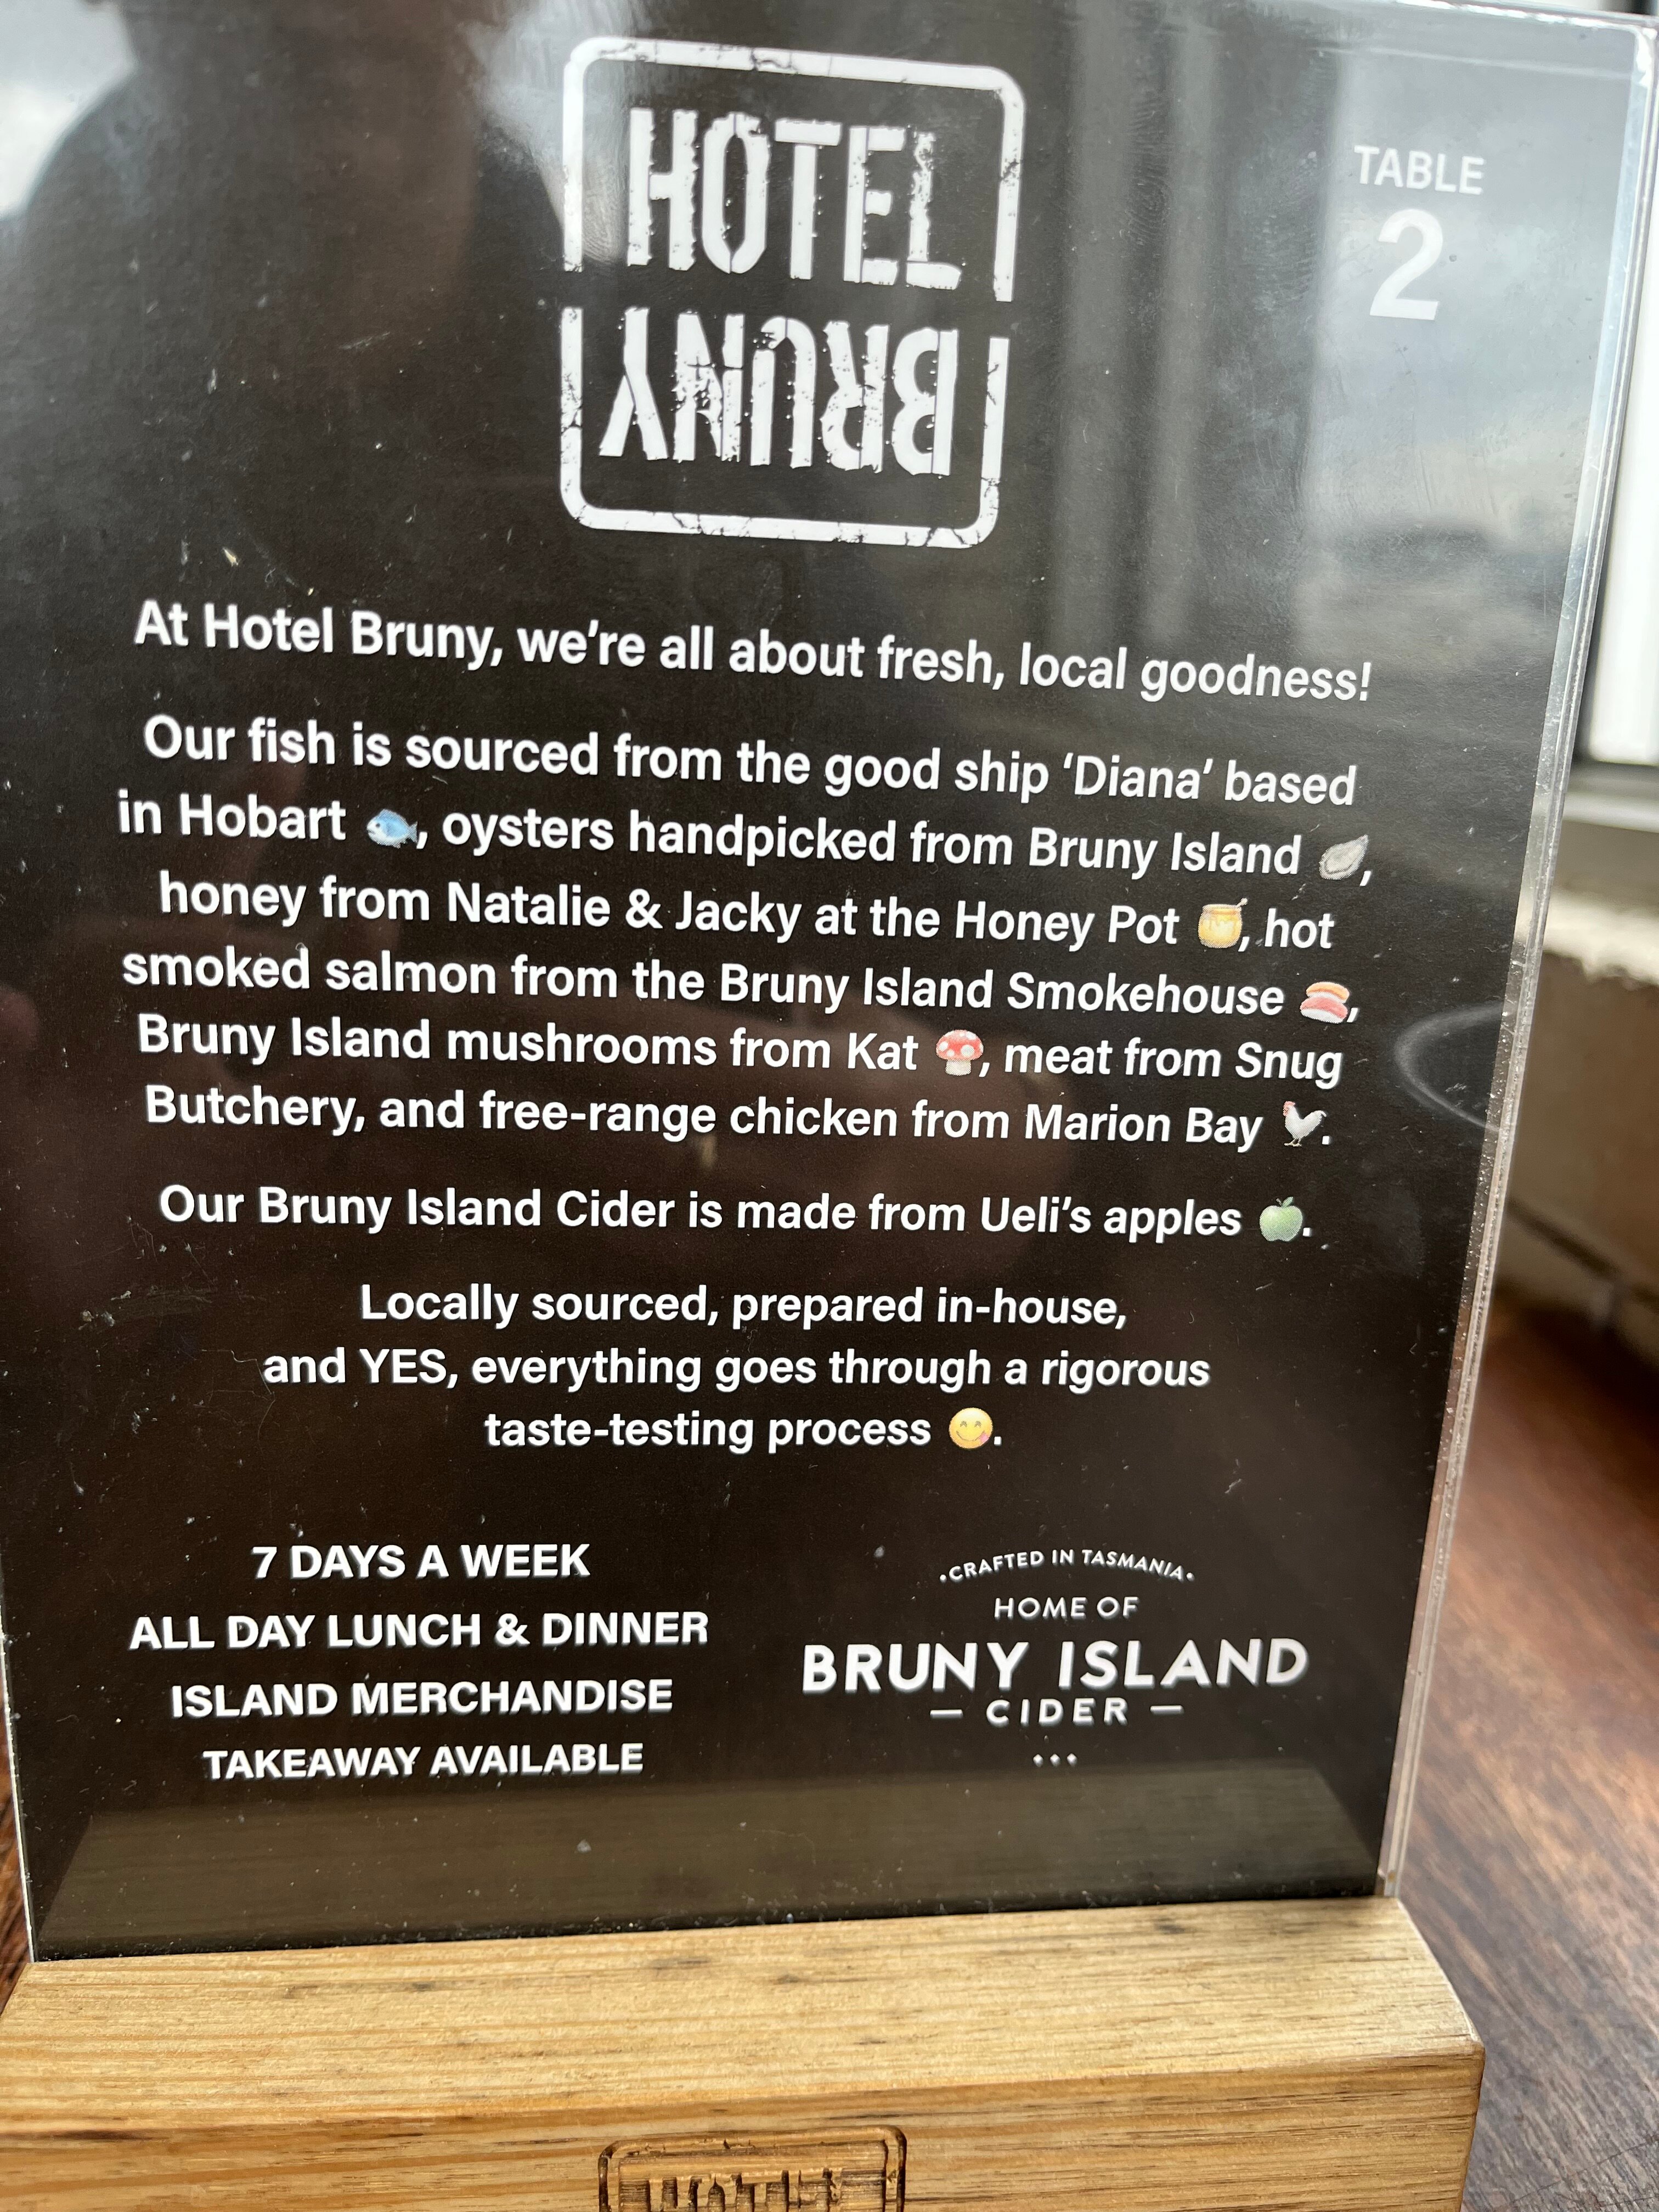 HOTEL
BRUNY
TABLE
2
At Hotel Bruny, we’re all about fresh, local goodness!
Our fish is sourced from the good ship ‘Diana’ based
in Hobart 🐟, oysters handpicked from Bruny Island 🦪,
honey from Natalie & Jacky at the Honey Pot 🍯, hot
smoked salmon from the Bruny Island Smokehouse 🍣,
Bruny Island mushrooms from Kat 🍄, meat from Snug
Butchery, and free-range chicken from Marion Bay 🐓.
Our Bruny Island Cider is made from Ueli’s apples 🍏.
Locally sourced, prepared in-house,
and YES, everything goes through a rigorous
taste-testing process 😋.
7 DAYS A WEEK
ALL DAY LUNCH & DINNER
ISLAND MERCHANDISE
TAKEAWAY AVAILABLE
•CRAFTED IN TASMANIA•
HOME OF
BRUNY ISLAND
— CIDER —
•••
HOTEL